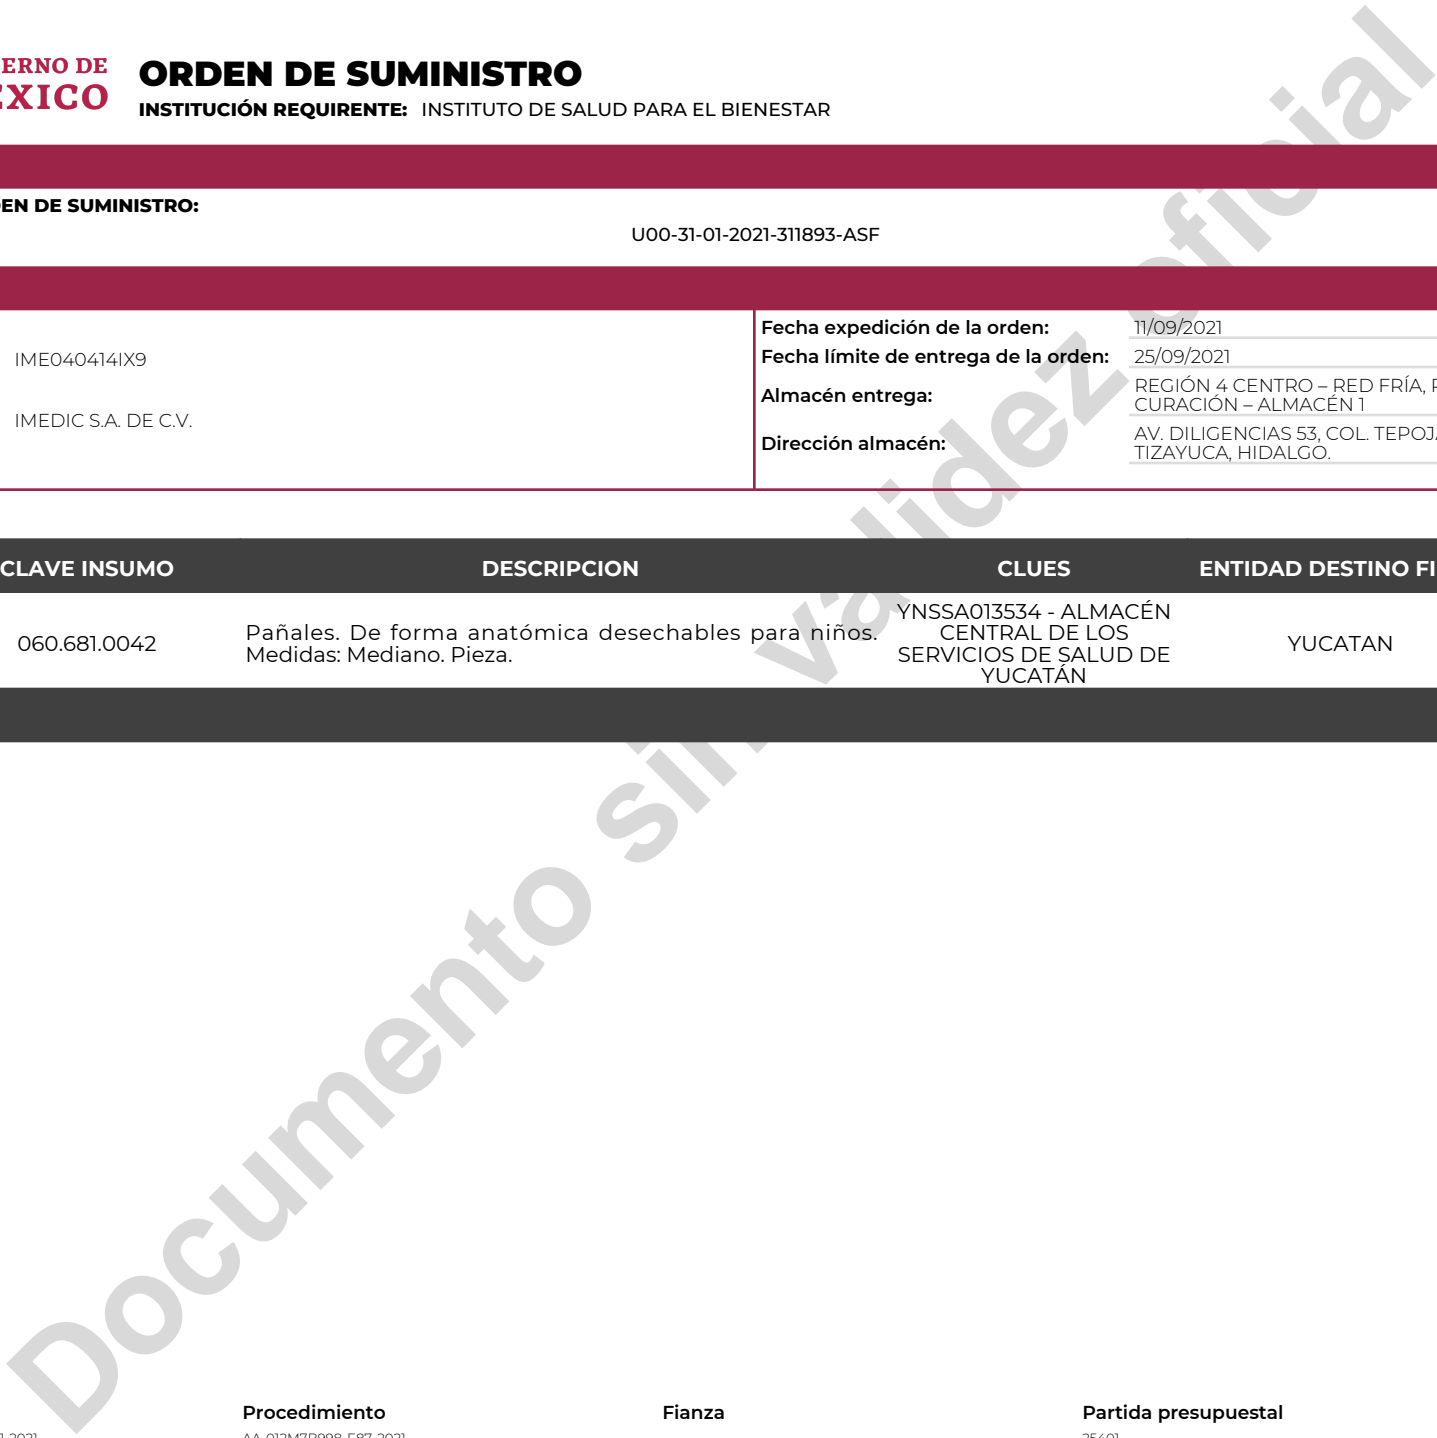 ERNO DE
ORDEN DE SUMINISTRO
INSTITUCIÓN REQUIRENTE: INSTITUTO DE SALUD PARA EL BIENESTAR
EN DE SUMINISTRO:
U00-31-01-2021-311893-ASF
IME040414IX9
IMEDIC S.A. DE C.V.
Fecha expedición de la orden: 11/09/2021
Fecha límite de entrega de la orden: 25/09/2021
Almacén entrega: REGIÓN 4 CENTRO – RED FRÍA,
CURACIÓN – ALMACÉN 1
Dirección almacén: AV. DILIGENCIAS 53, COL. TEPOJ
TIZAYUCA, HIDALGO.
CLAVE INSUMO DESCRIPCION CLUES ENTIDAD DESTINO FI
060.681.0042
Pañales. De forma anatómica desechables para niños.
Medidas: Mediano. Pieza.
YNSSA013534 - ALMACÉN
CENTRAL DE LOS
SERVICIOS DE SALUD DE
YUCATÁN
YUCATAN
Documento sin validez oficial
Procedimiento Fianza Partida presupuestal